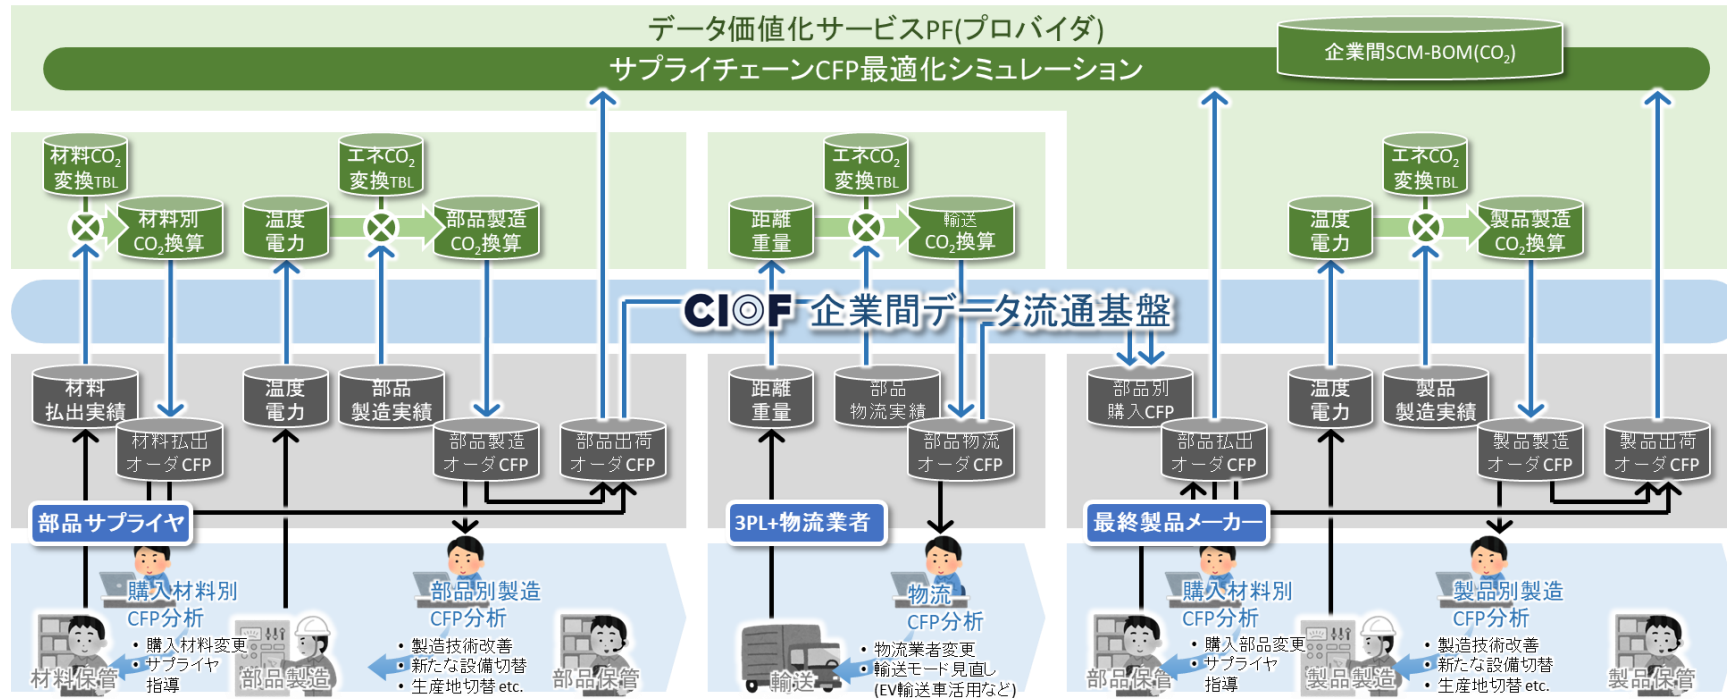 データ価値化サービスPF(プロバイダ)
サプライチェーンCFP最適化シミュレーション
企業間SCM-BOM(CO₂)
材料CO₂
変換TBL
材料別
CO₂換算
温度
電力
エネCO₂
変換TBL
部品製造
CO₂換算
距離
重量
エネCO₂
変換TBL
輸送
CO₂換算
温度
電力
エネCO₂
変換TBL
製品製造
CO₂換算
CIOF 企業間データ流通基盤
材料
払出実績
材料払出
オーダCFP
温度
電力
部品
製造実績
部品製造
オーダCFP
部品出荷
オーダCFP
距離
重量
部品
物流実績
部品物流
オーダCFP
部品別
購入CFP
部品払出
オーダCFP
温度
電力
製品
製造実績
製品製造
オーダCFP
製品出荷
オーダCFP
部品サプライヤ
3PL+物流業者
最終製品メーカー
購入材料別
CFP分析
• 購入材料変更
• サプライヤ
指導
材料保管
部品製造
部品別製造
CFP分析
• 製造技術改善
• 新たな設備切替
• 生産地切替 etc.
部品保管
輸送
物流
CFP分析
• 物流業者変更
• 輸送モード見直し
(EV輸送車活用など)
部品保管
購入材料別
CFP分析
• 購入部品変更
• サプライヤ
指導
製品製造
製品別製造
CFP分析
• 製造技術改善
• 新たな設備切替
• 生産地切替 etc.
製品保管